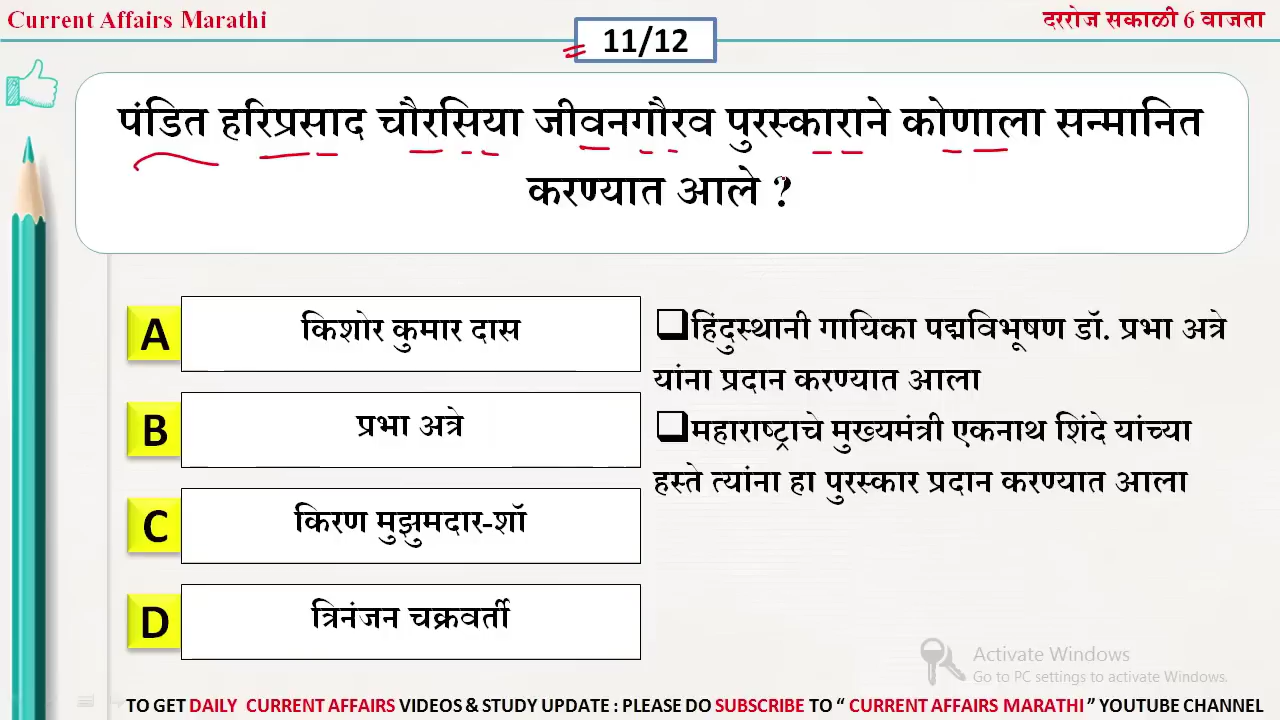 Current Affairs Marathi
दररोज सकाळी 6 वाजता
11/12
पंडित हरिप्रसाद चौरसिया जीवनगौरव पुरस्काराने कोणाला सन्मानित
करण्यात आले ?
A
किशोर कुमार दास
B
प्रभा अत्रे
C
किरण मुझुमदार-शॉ
D
त्रिनंजन चक्रवर्ती
❑हिंदुस्थानी गायिका पद्मविभूषण डॉ. प्रभा अत्रे
यांना प्रदान करण्यात आला
❑महाराष्ट्राचे मुख्यमंत्री एकनाथ शिंदे यांच्या
हस्ते त्यांना हा पुरस्कार प्रदान करण्यात आला
Activate Windows
Go to PC settings to activate Windows.
TO GET DAILY CURRENT AFFAIRS VIDEOS & STUDY UPDATE : PLEASE DO SUBSCRIBE TO “ CURRENT AFFAIRS MARATHI ” YOUTUBE CHANNEL